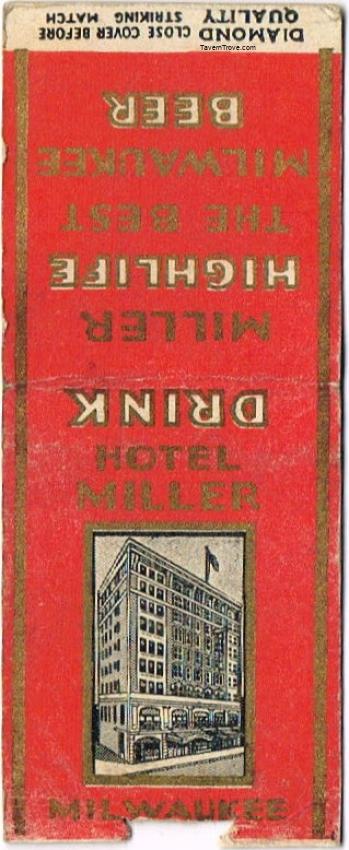 DIAMOND QUALITY
CLOSE COVER BEFORE
STRIKING MATCH
TavernTrove.com
DRINK
MILLER
HIGHLIFE
THE BEST
MILWAUKEE
BEER
HOTEL
MILLER
MILWAUKEE